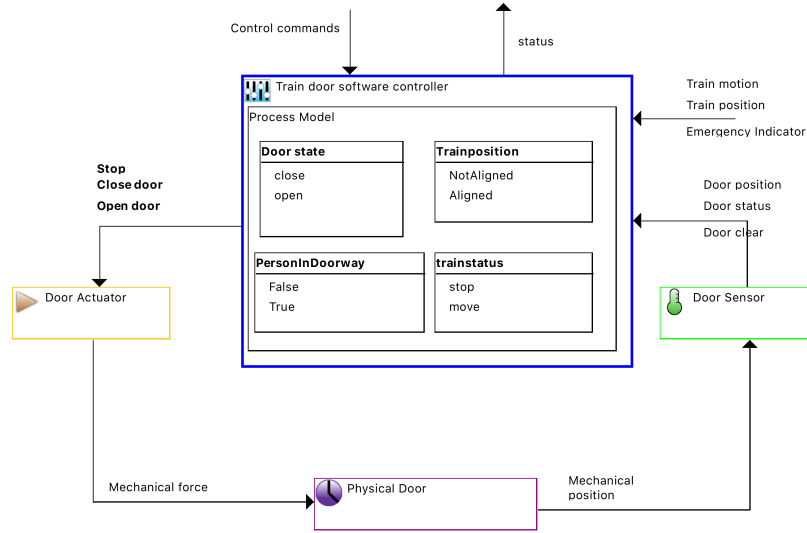 Control commands
status
Train door software controller
Train motion
Process Model
Train position
Emergency Indicator
Door state
close
open
Trainposition
NotAligned
Aligned
Stop
Close door
Open door
Door position
Door status
Door clear
PersonInDoorway
False
True
trainstatus
stop
move
Door Actuator
Door Sensor
Mechanical force
Physical Door
Mechanical
position